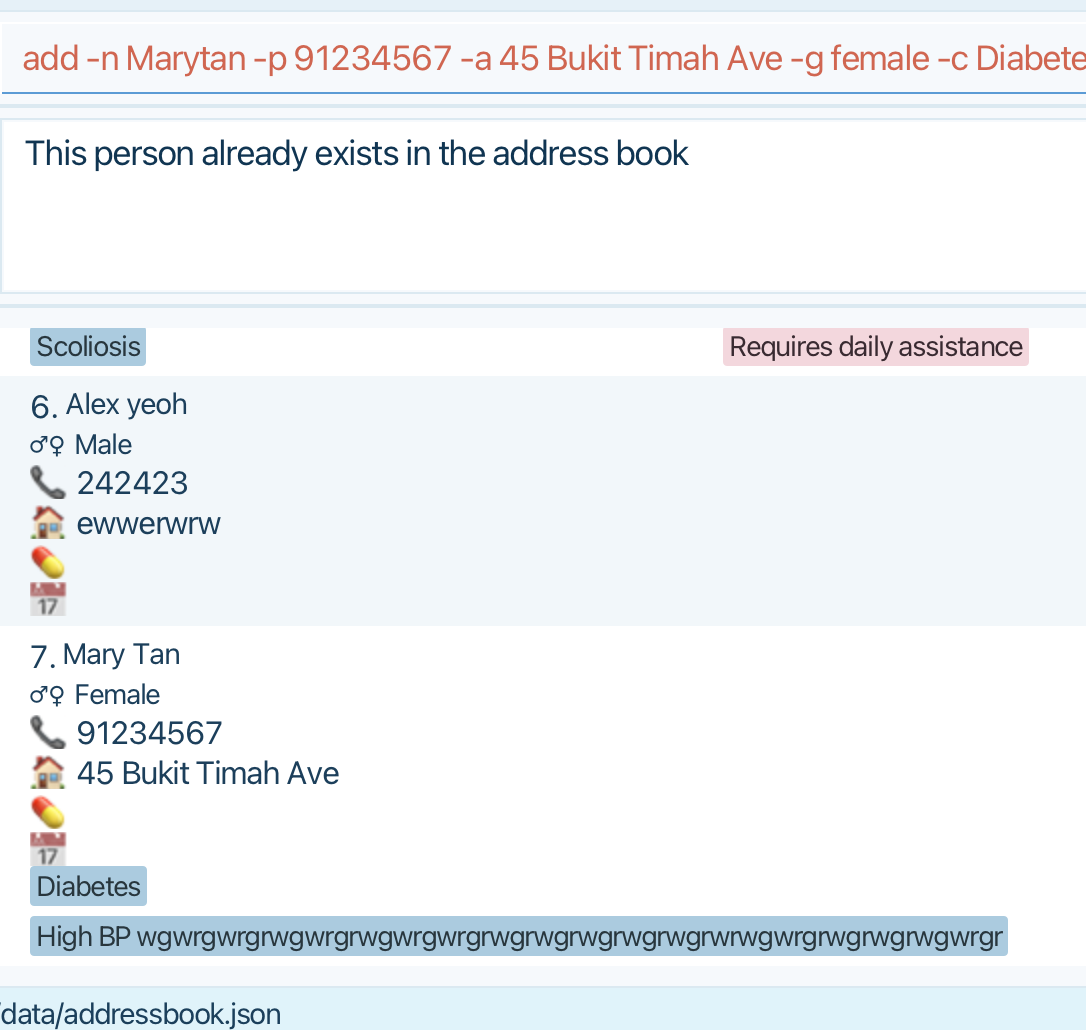 add -n Marytan -p 91234567 -a 45 Bukit Timah Ave -g female -c Diabete
This person already exists in the address book
Scoliosis
Requires daily assistance
6. Alex yeoh
♂♀ Male
242423
ewwerwrw
17
7. Mary Tan
♂♀ Female
91234567
45 Bukit Timah Ave
17
Diabetes
High BP wgwrgwrgrwgwrgrwgwrgwrgrwgrwgrwgrwgrwgrwrwgwrgrwgrwgrwgwrgr
/data/addressbook.json